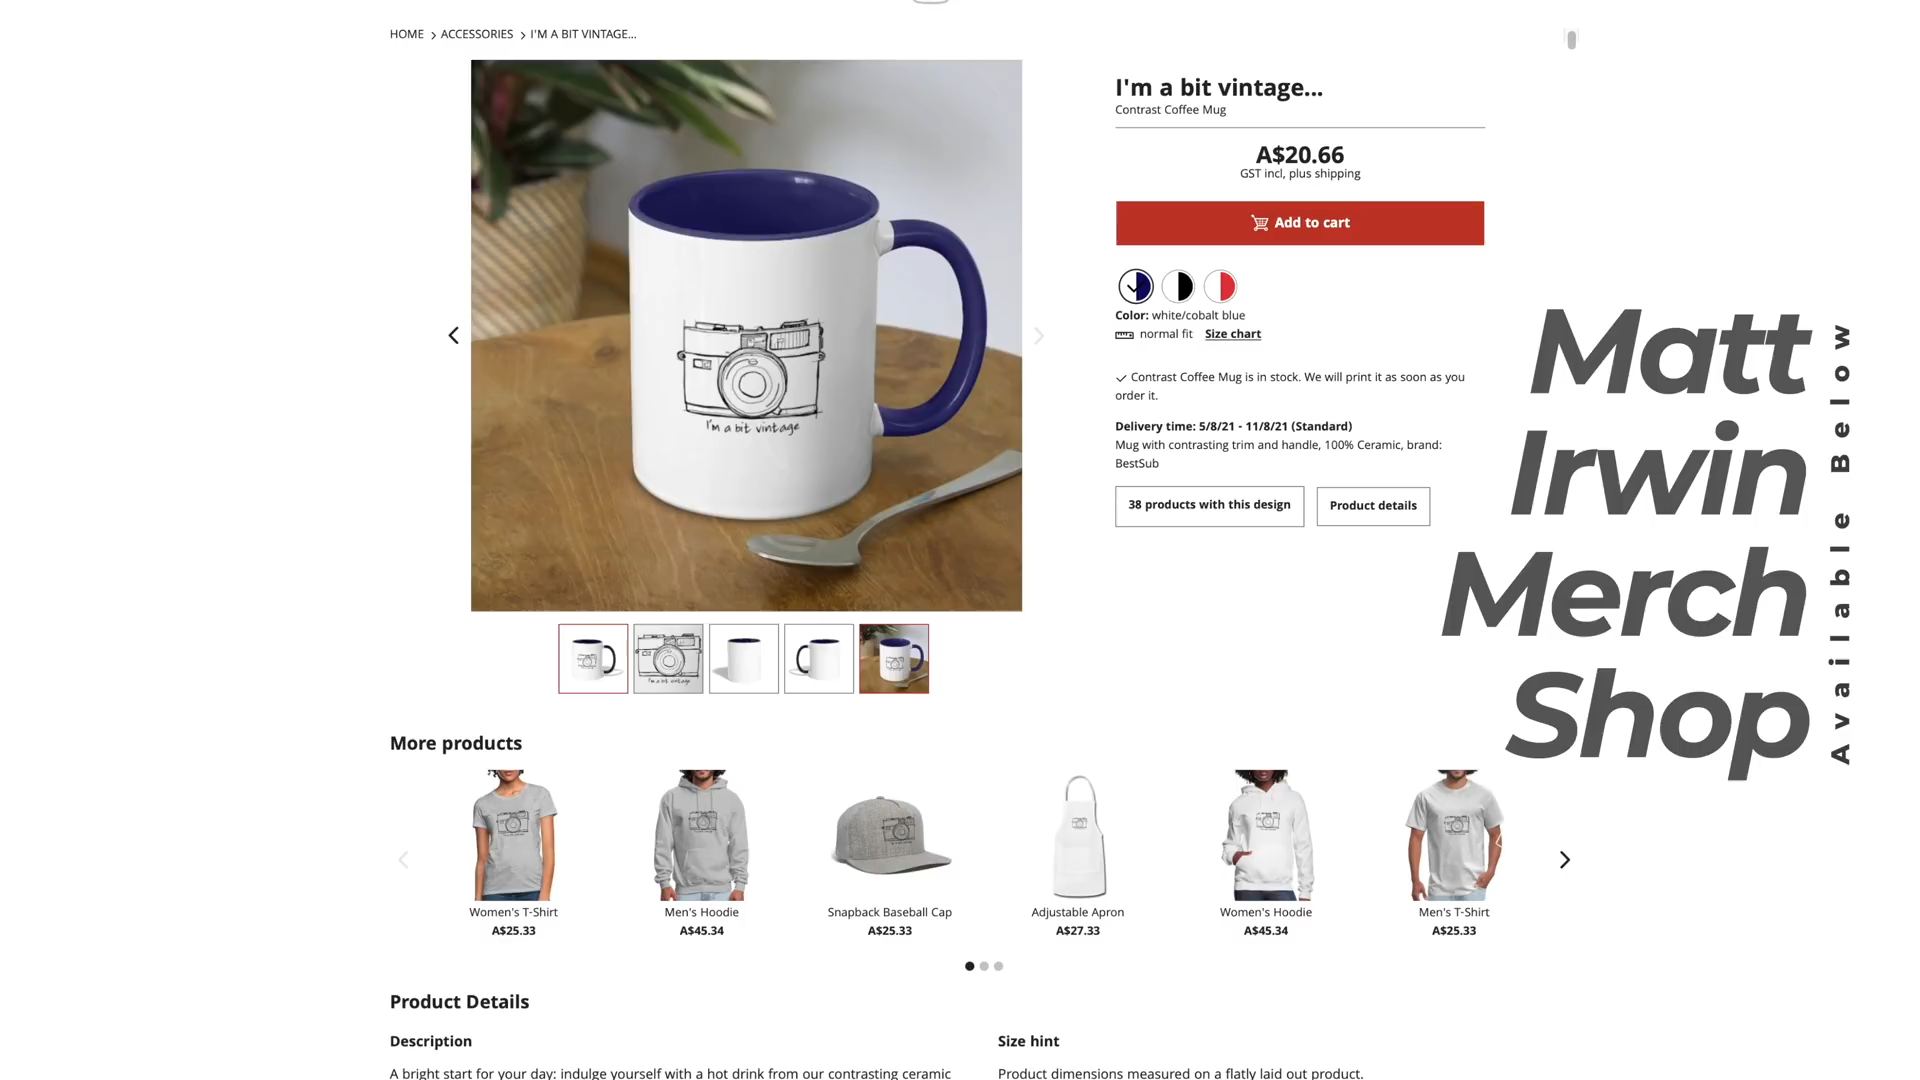 HOME > ACCESSORIES > I'M A BIT VINTAGE...
I'm a bit vintage...
Contrast Coffee Mug
A$20.66
GST incl, plus shipping
Add to cart
Color: white/cobalt blue
normal fit Size chart
Contrast Coffee Mug is in stock. We will print it as soon as you
order it.
Delivery time: 5/8/21 - 11/8/21 (Standard)
Mug with contrasting trim and handle, 100% Ceramic, brand:
BestSub
38 products with this design
Product details
I'm a bit vintage
I'm a bit vintage
Matt
Irwin
Merch
Shop
Available Below
More products
Women's T-Shirt
A$25.33
Men's Hoodie
A$45.34
Snapback Baseball Cap
A$25.33
Adjustable Apron
A$27.33
Women's Hoodie
A$45.34
Men's T-Shirt
A$25.33
Product Details
Description
A bright start for your day: indulge yourself with a hot drink from our contrasting ceramic
Size hint
Product dimensions measured on a flatly laid out product.